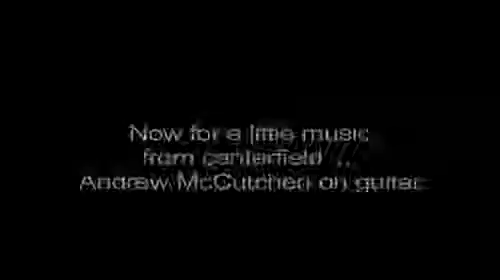 Now for a little music
from centerfield ...
Andrew McCutchen on guitar